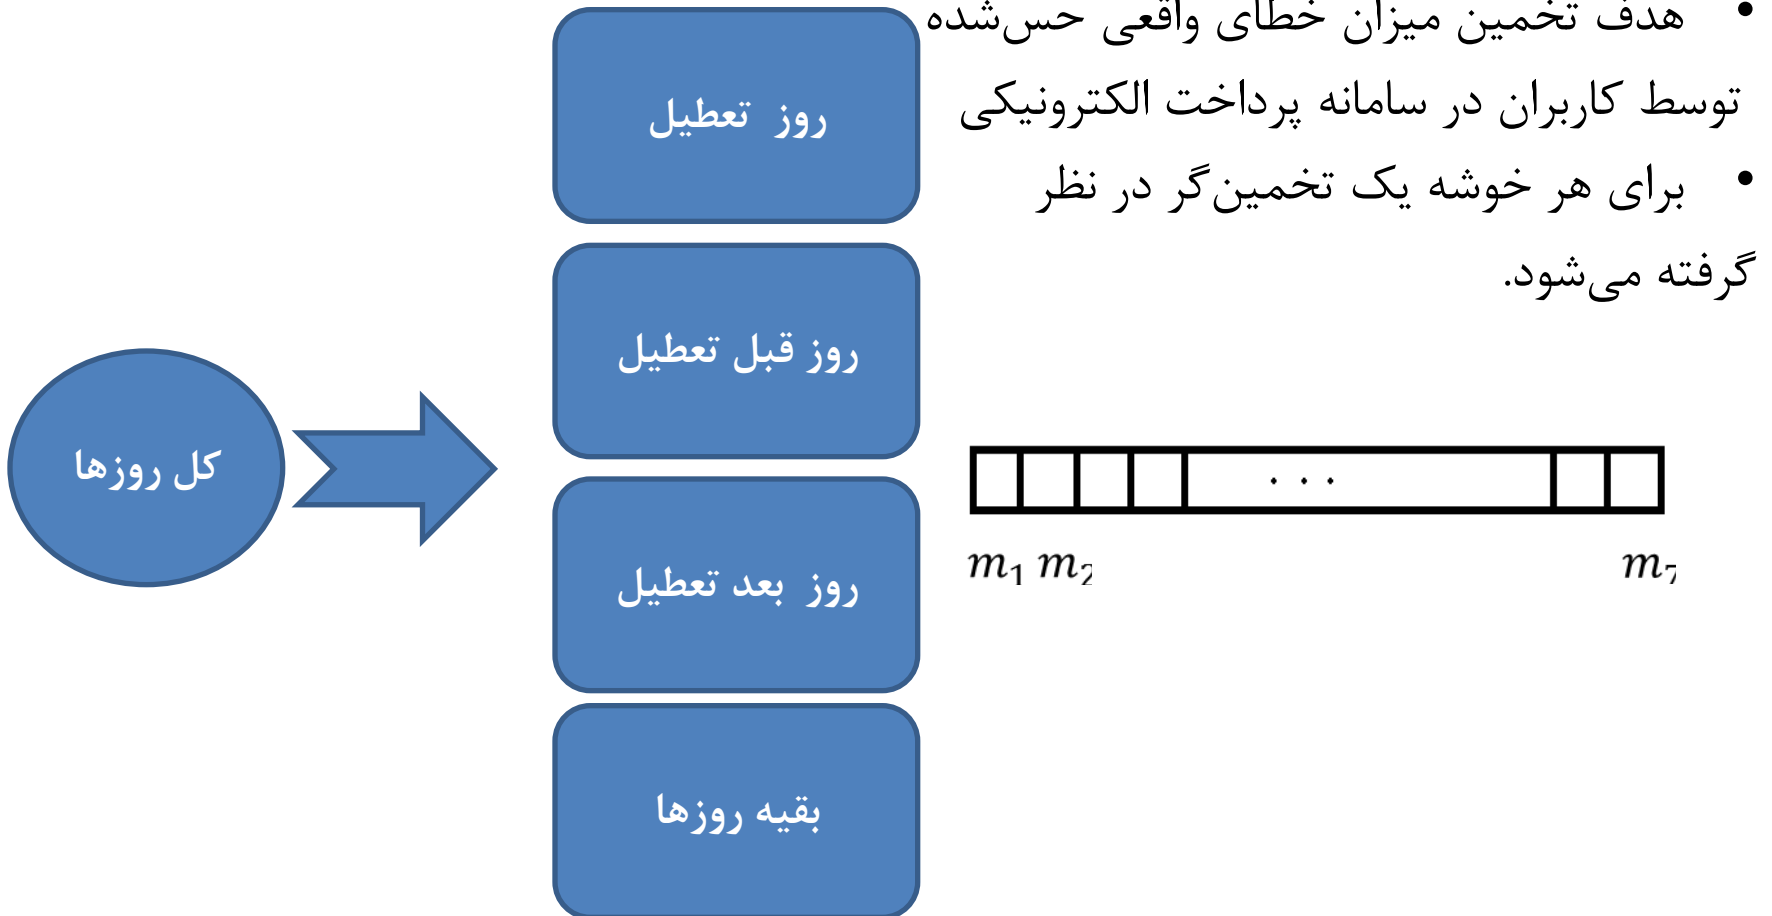 • هدف تخمین میزان خطای واقعی حس‌شده
توسط کاربران در سامانه پرداخت الکترونیکی
• برای هر خوشه یک تخمین‌گر در نظر
گرفته می‌شود.
روز تعطیل
روز قبل تعطیل
روز بعد تعطیل
بقیه روزها
کل روزها
. . .
m₁ m₂ m₇